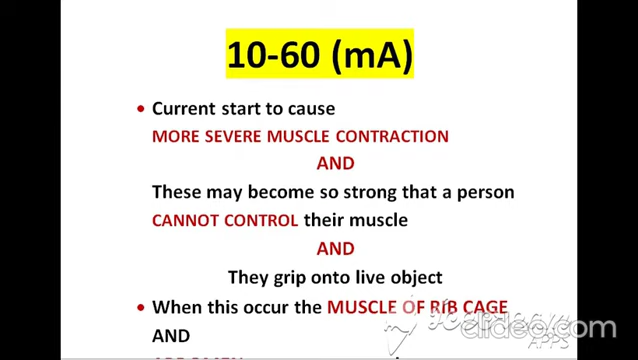 10-60 (mA)
• Current start to cause
MORE SEVERE MUSCLE CONTRACTION
AND
These may become so strong that a person
CANNOT CONTROL their muscle
AND
They grip onto live object
• When this occur the MUSCLE OF RIB CAGE
AND
clideo.com
APPS